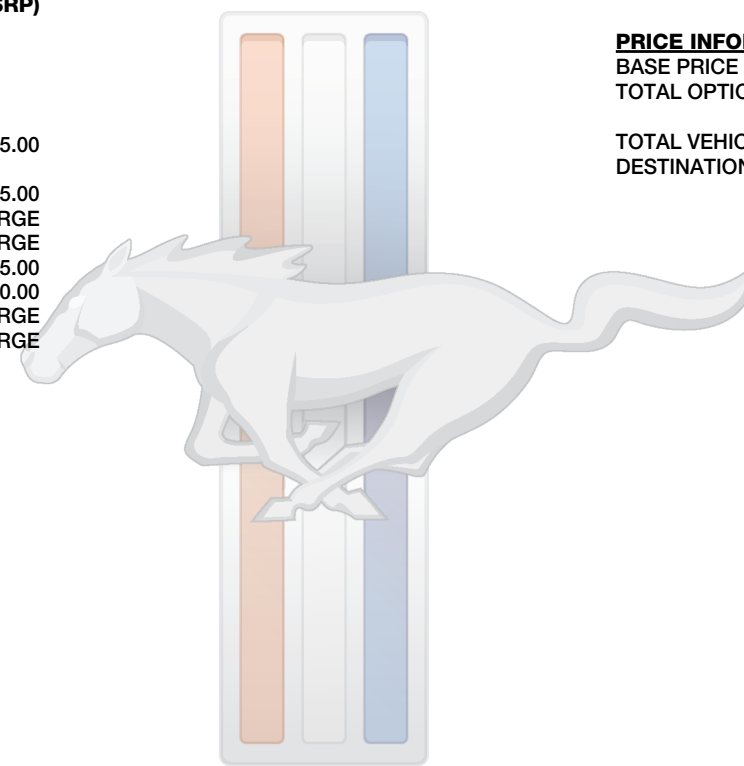 SRP)
5.00
5.00
RGE
RGE
5.00
0.00
RGE
RGE
PRICE INFO
BASE PRICE
TOTAL OPTIO
TOTAL VEHIC
DESTINATION